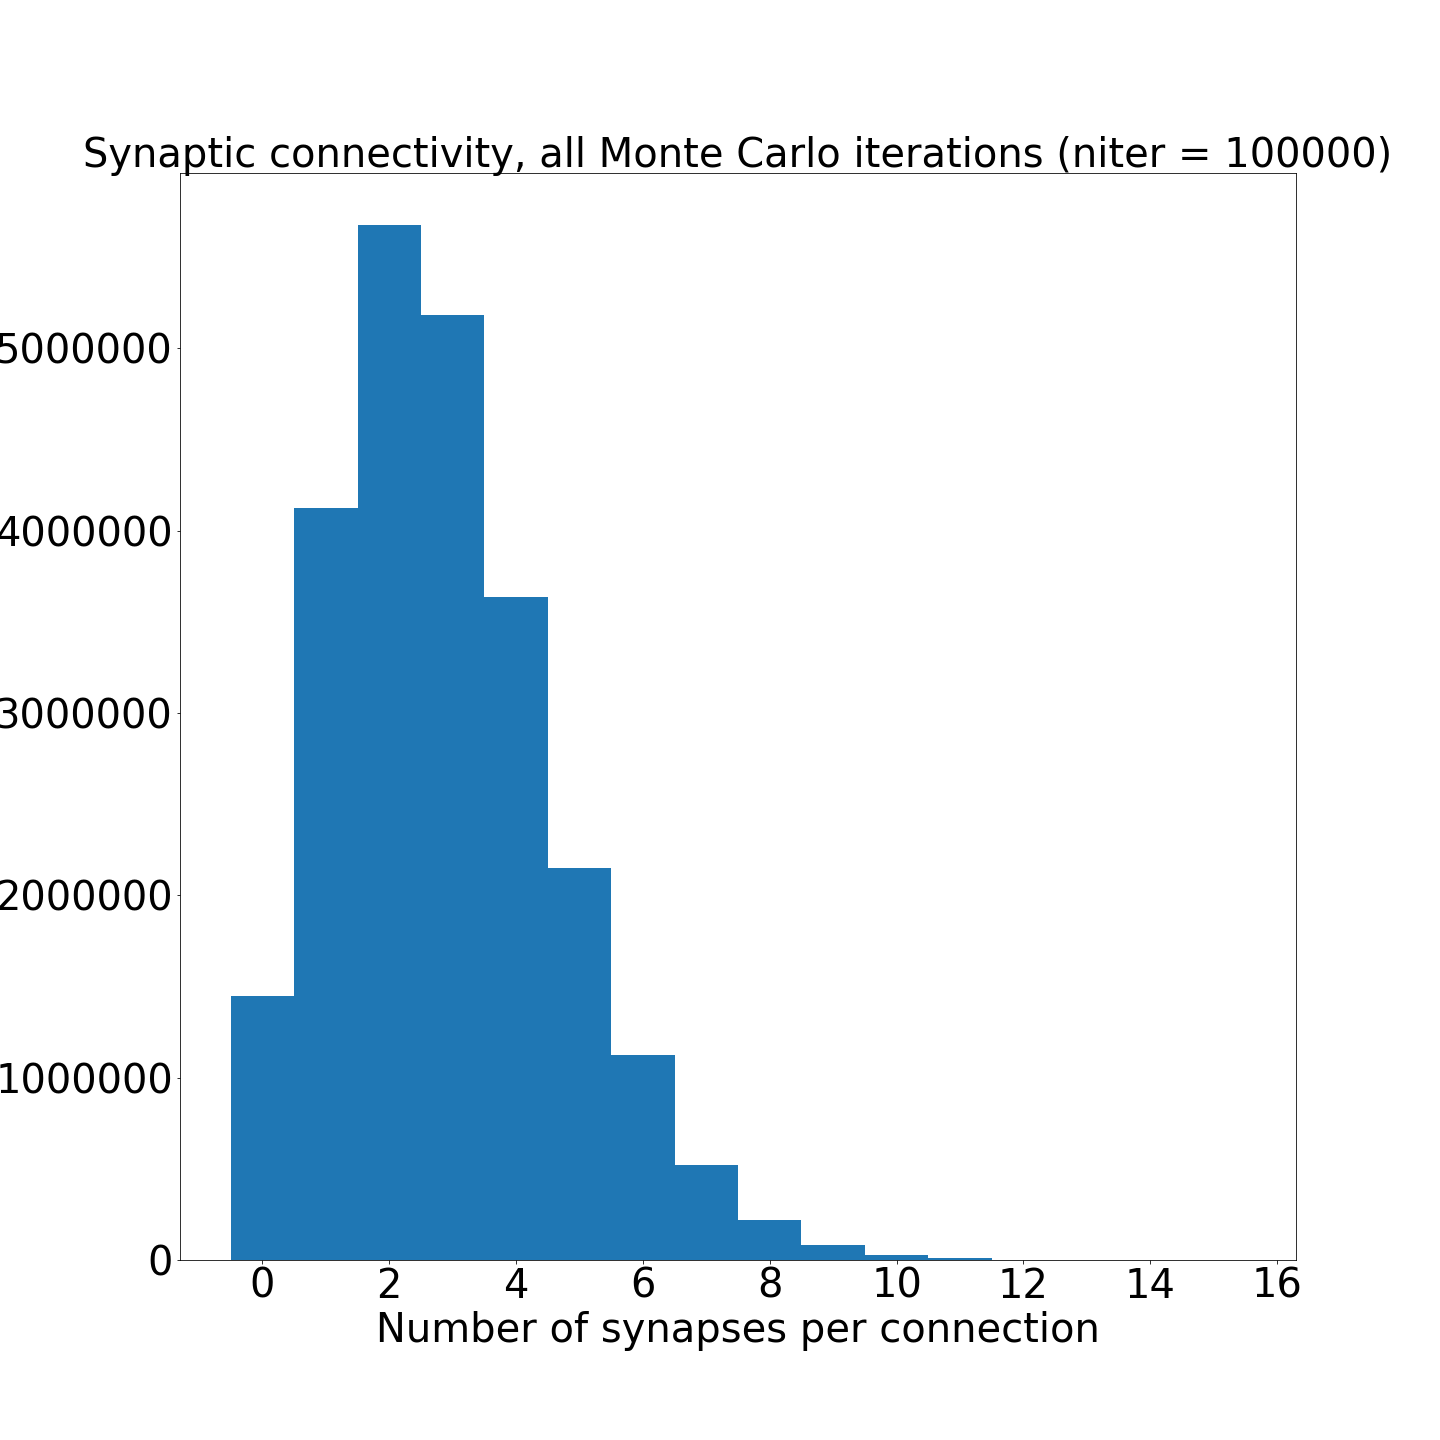 Synaptic connectivity, all Monte Carlo iterations (niter = 100000)
5000000
4000000
3000000
2000000
1000000
0
0 2 4 6 8 10 12 14 16
Number of synapses per connection